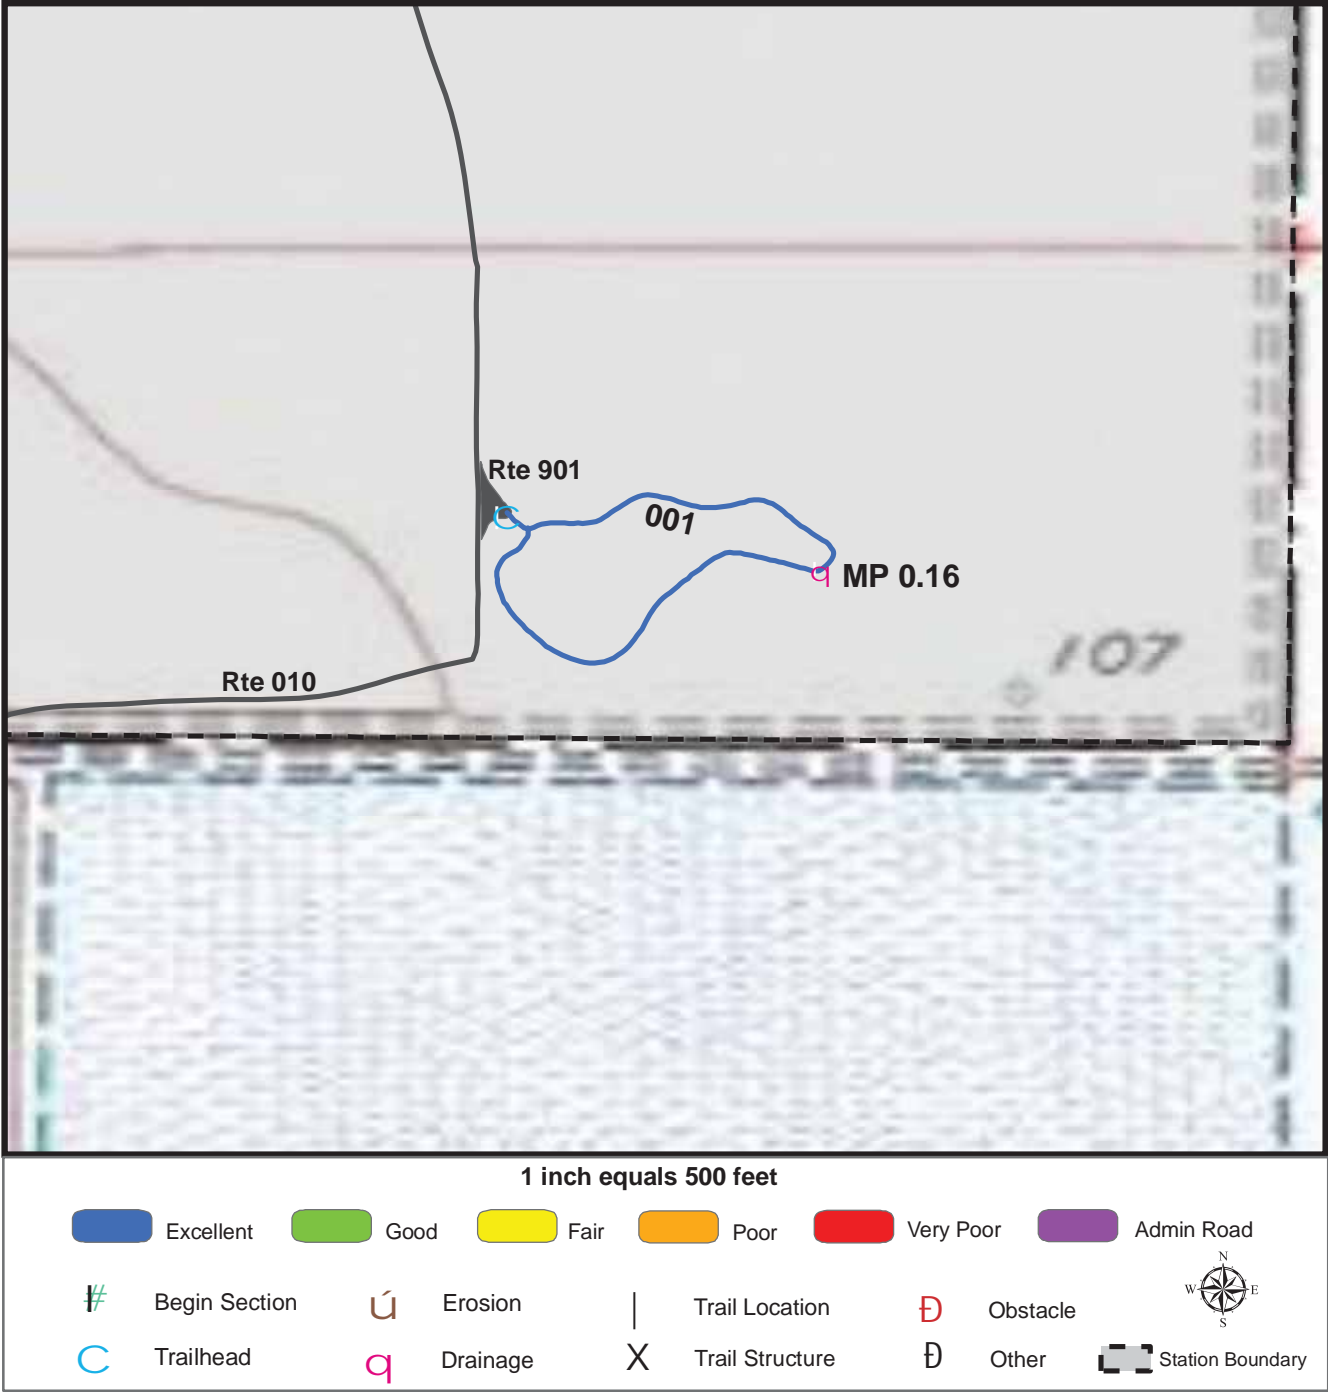 Rte 901
001
MP 0.16
107
Rte 010
1 inch equals 500 feet
Excellent Good Fair Poor Very Poor Admin Road
# Begin Section ú Erosion | Trail Location Đ Obstacle
C Trailhead q Drainage X Trail Structure Đ Other Station Boundary
N
W E
S